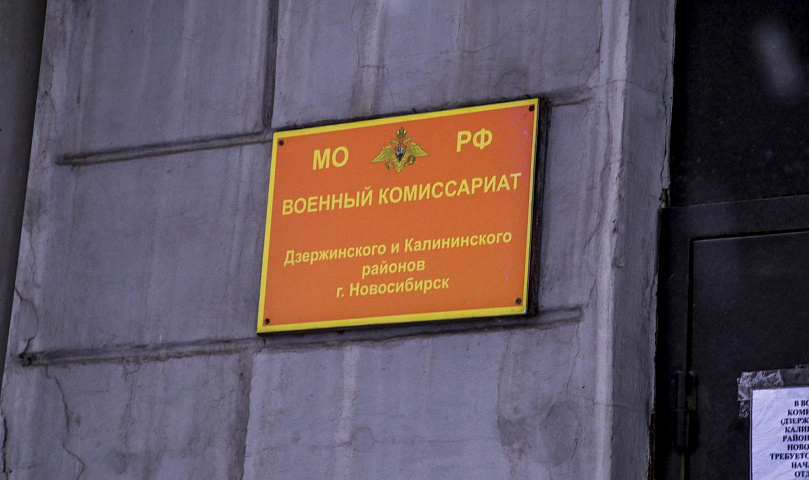 МО РФ
ВОЕННЫЙ КОМИССАРИАТ
Дзержинского и Калининского
районов
г. Новосибирск
В